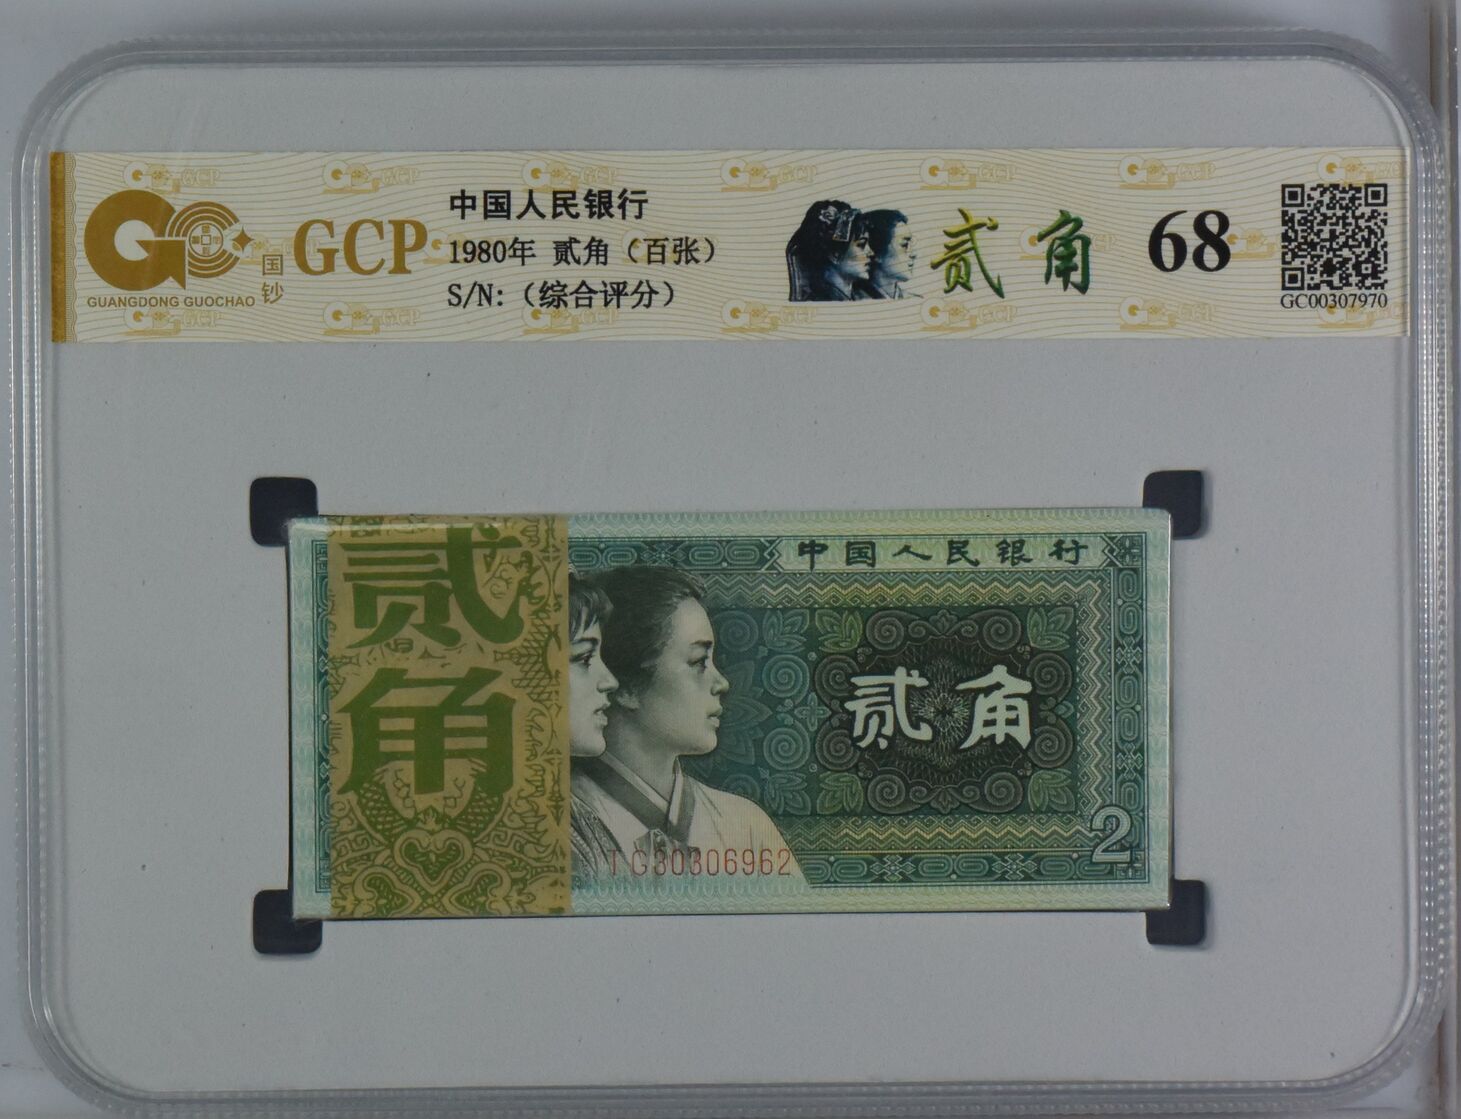 GUANGDONG GUOCHAO
国钞
GCP
中国人民银行
1980年 贰角（百张）
S/N:（综合评分）
贰角
68
GC00307970
贰角
中国人民银行
贰角
2
TG30306962